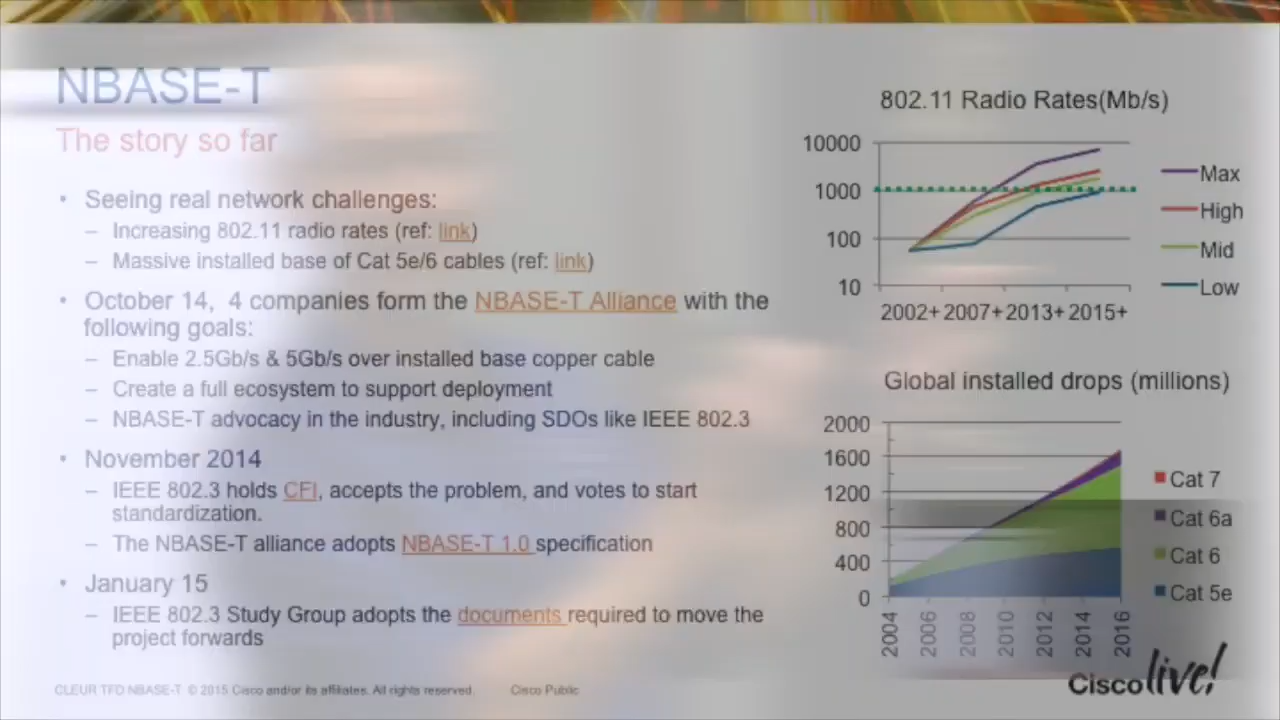 NBASE-T
The story so far
• Seeing real network challenges:
– Increasing 802.11 radio rates (ref: link)
– Massive installed base of Cat 5e/6 cables (ref: link)
• October 14, 4 companies form the NBASE-T Alliance with the
following goals:
– Enable 2.5Gb/s & 5Gb/s over installed base copper cable
– Create a full ecosystem to support deployment
– NBASE-T advocacy in the industry, including SDOs like IEEE 802.3
• November 2014
– IEEE 802.3 holds CFI, accepts the problem, and votes to start
standardization.
– The NBASE-T alliance adopts NBASE-T 1.0 specification
• January 15
– IEEE 802.3 Study Group adopts the documents required to move the
project forwards
802.11 Radio Rates(Mb/s)
10000
1000
100
10
2002+ 2007+ 2013+ 2015+
Max
High
Mid
Low
Global installed drops (millions)
2000
1600
1200
800
400
0
2004 2006 2008 2010 2012 2014 2016
Cat 7
Cat 6a
Cat 6
Cat 5e
CLEUR TFD NBASE-T © 2015 Cisco and/or its affiliates. All rights reserved. Cisco Public
Cisco live!